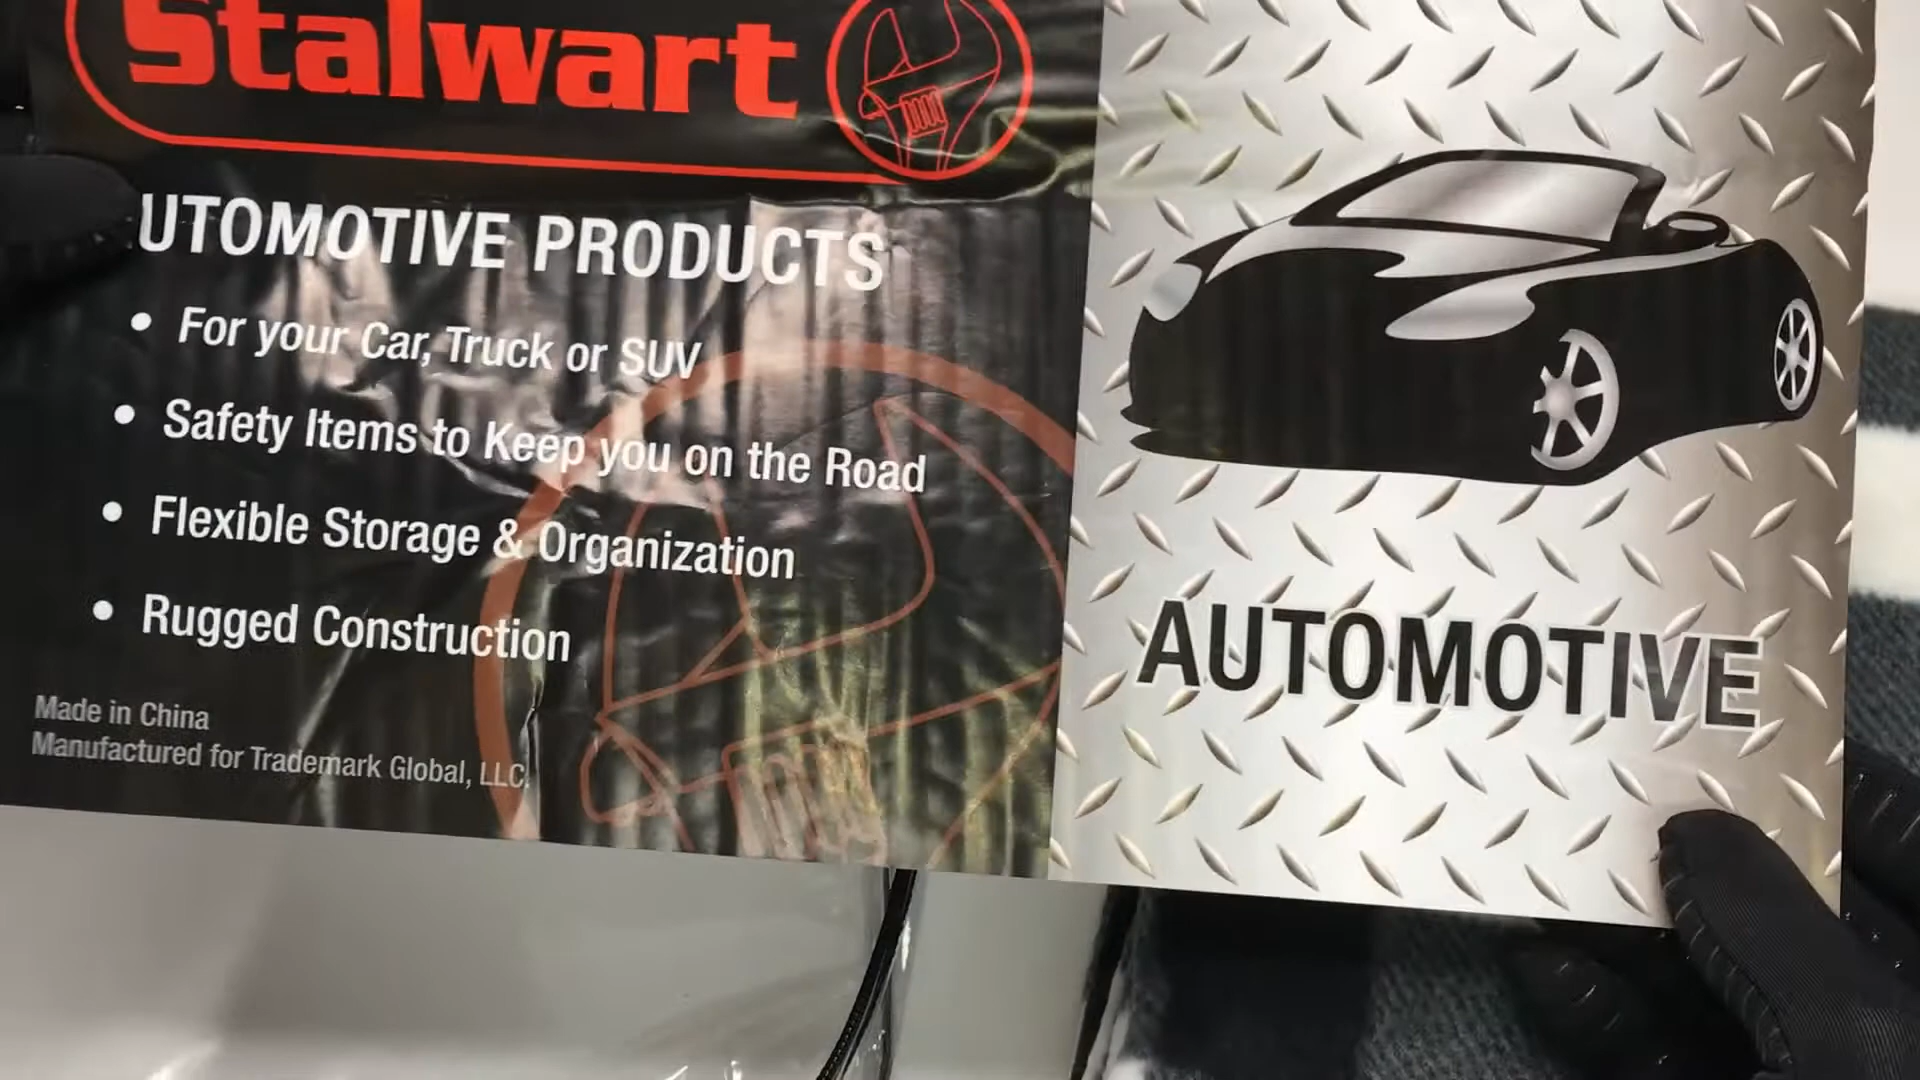 Stalwart
UTOMOTIVE PRODUCTS
• For your Car, Truck or SUV
• Safety Items to Keep you on the Road
• Flexible Storage & Organization
• Rugged Construction
Made in China
Manufactured for Trademark Global, LLC.
AUTOMOTIVE